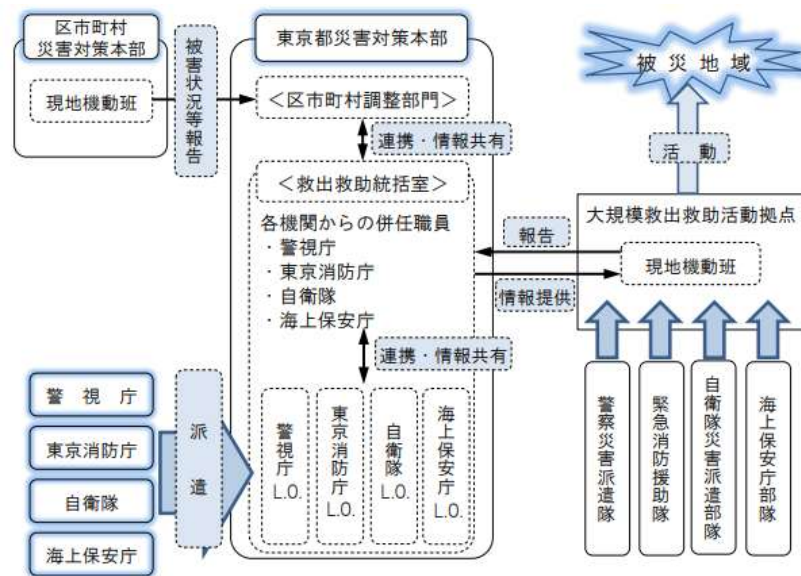 区市町村
災害対策本部
現地機動班
被害状況等報告
東京都災害対策本部
＜区市町村調整部門＞
連携・情報共有
＜救出救助統括室＞
各機関からの併任職員
・警視庁
・東京消防庁
・自衛隊
・海上保安庁
連携・情報共有
警視庁L.O.
東京消防庁L.O.
自衛隊L.O.
海上保安庁L.O.
警視庁
東京消防庁
自衛隊
海上保安庁
派遣
報告
情報提供
被災地域
活動
大規模救出救助活動拠点
現地機動班
警察災害派遣隊
緊急消防援助隊
自衛隊災害派遣部隊
海上保安庁部隊